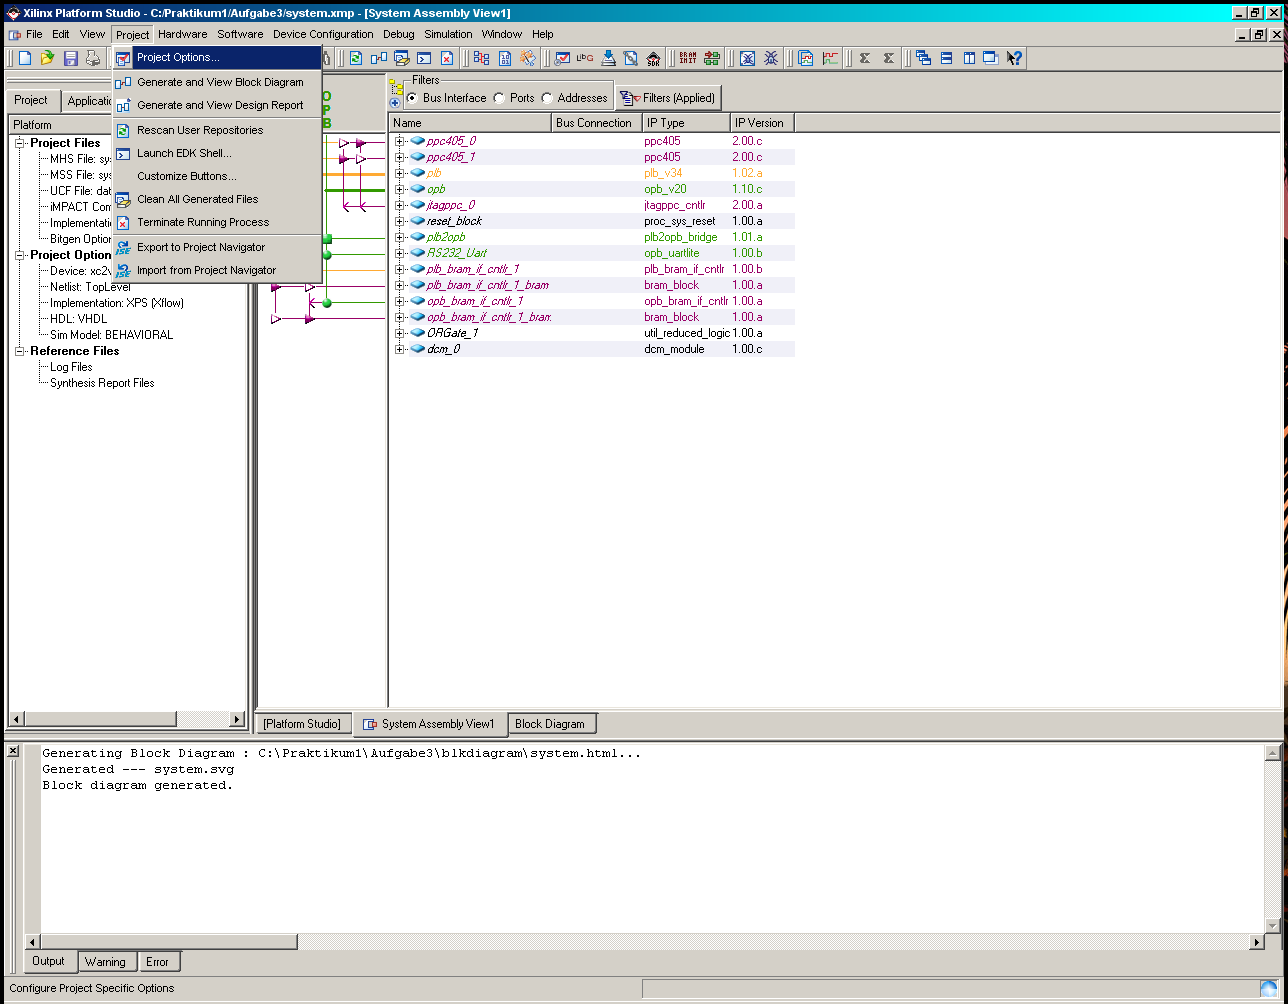 Xilinx Platform Studio - C:/Praktikum1/Aufgabe3/system.xmp - [System Assembly View1]
File Edit View Project Hardware Software Device Configuration Debug Simulation Window Help
Project Options...
Generate and View Block Diagram
Generate and View Design Report
Rescan User Repositories
Launch EDK Shell...
Customize Buttons...
Clean All Generated Files
Terminate Running Process
Export to Project Navigator
Import from Project Navigator
Project Applicatio
Platform
Project Files
MHS File: sys
MSS File: sys
UCF File: dat
iMPACT Com
Implementatio
Bitgen Option
Project Option
Device: xc2v
Netlist: TopLevel
Implementation: XPS (Xflow)
HDL: VHDL
Sim Model: BEHAVIORAL
Reference Files
Log Files
Synthesis Report Files
O
P
B
Filters
Bus Interface Ports Addresses Filters (Applied)
Name Bus Connection IP Type IP Version
ppc405_0 ppc405 2.00.c
ppc405_1 ppc405 2.00.c
plb plb_v34 1.02.a
opb opb_v20 1.10.c
jtagppc_0 jtagppc_cntlr 2.00.a
reset_block proc_sys_reset 1.00.a
plb2opb plb2opb_bridge 1.01.a
RS232_Uart opb_uartlite 1.00.b
plb_bram_if_cntlr_1 plb_bram_if_cntlr 1.00.b
plb_bram_if_cntlr_1_bram bram_block 1.00.a
opb_bram_if_cntlr_1 opb_bram_if_cntlr 1.00.a
opb_bram_if_cntlr_1_bram bram_block 1.00.a
ORGate_1 util_reduced_logic 1.00.a
dcm_0 dcm_module 1.00.c
[Platform Studio] System Assembly View1 Block Diagram
Generating Block Diagram : C:\Praktikum1\Aufgabe3\blkdiagram\system.html...
Generated --- system.svg
Block diagram generated.
Output Warning Error
Configure Project Specific Options